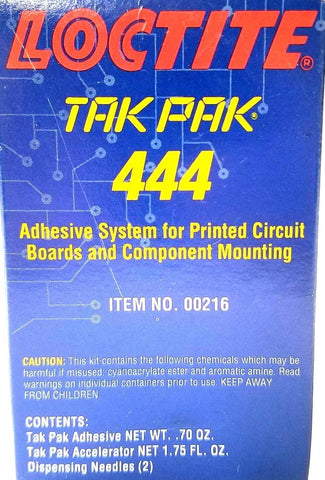 LOCTITE®
TAK PAK®
444
Adhesive System for Printed Circuit
Boards and Component Mounting
ITEM NO. 00216
CAUTION: This kit contains the following chemicals which may be
harmful if misused: cyanoacrylate ester and aromatic amine. Read
warnings on individual containers prior to use. KEEP AWAY
FROM CHILDREN
CONTENTS:
Tak Pak Adhesive NET WT. .70 OZ.
Tak Pak Accelerator NET 1.75 FL. OZ.
Dispensing Needles (2)